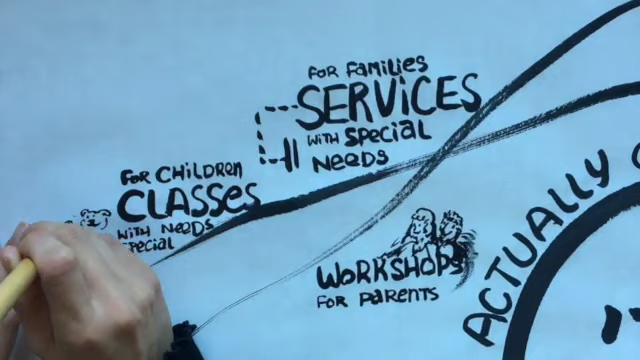 FOR FAMiLiES
SERViCES
WiTH SPECiAL
NEEDS
FOR CHiLDREN
CLASSES
WiTH NEEDS
SPECiAL
WORKSHOPS
FOR PARENTS
ACTUALLY